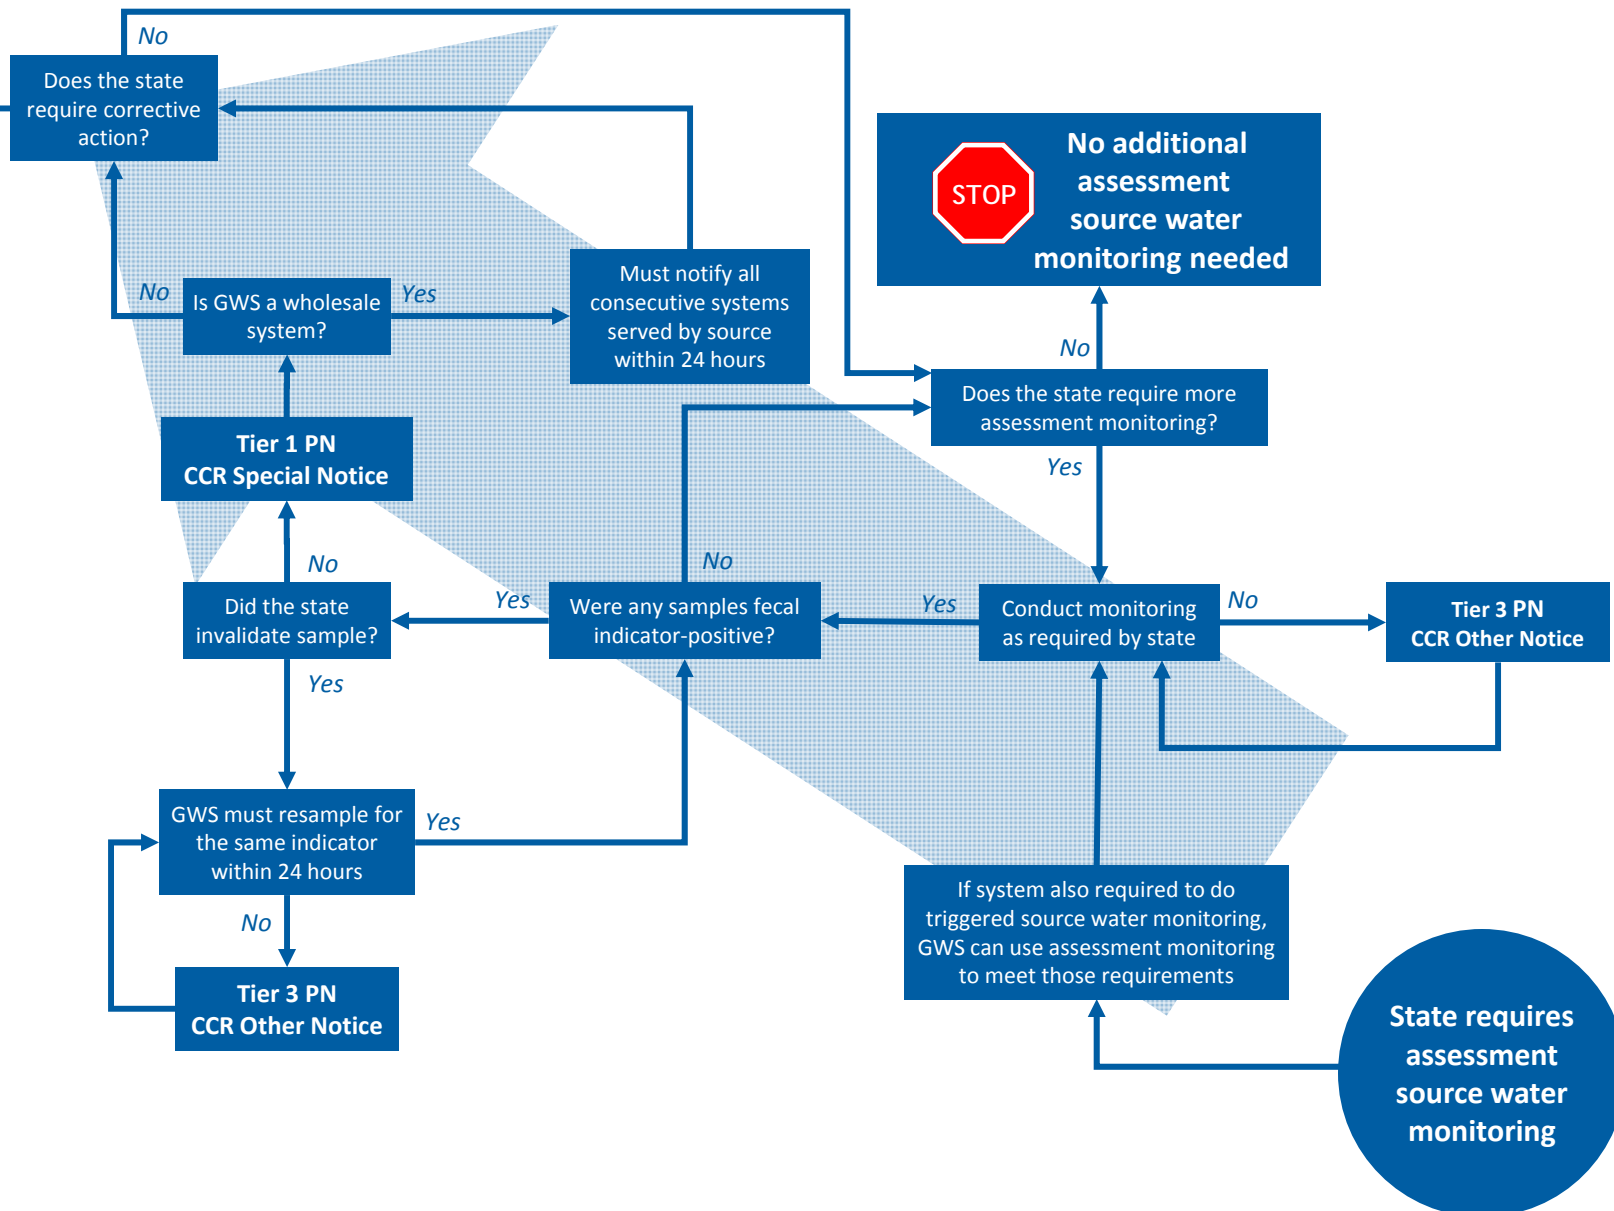 No
Does the state
require corrective
action?
STOP
No additional
assessment
source water
monitoring needed
No
Is GWS a wholesale
system?
Yes
Must notify all
consecutive systems
served by source
within 24 hours
No
Does the state require more
assessment monitoring?
Yes
Tier 1 PN
CCR Special Notice
No
Did the state
invalidate sample?
Yes
No
Were any samples fecal
indicator-positive?
Yes
Conduct monitoring
as required by state
No
Tier 3 PN
CCR Other Notice
Yes
GWS must resample for
the same indicator
within 24 hours
Yes
No
Tier 3 PN
CCR Other Notice
If system also required to do
triggered source water monitoring,
GWS can use assessment monitoring
to meet those requirements
State requires
assessment
source water
monitoring